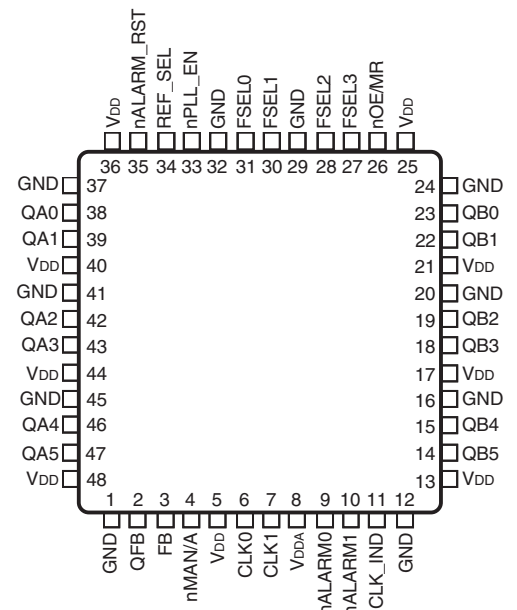 VDD nALARM_RST REF_SEL nPLL_EN GND FSEL0 FSEL1 GND FSEL2 FSEL3 nOE/MR VDD
36 35 34 33 32 31 30 29 28 27 26 25
GND 37 24 GND
QA0 38 23 QB0
QA1 39 22 QB1
VDD 40 21 VDD
GND 41 20 GND
QA2 42 19 QB2
QA3 43 18 QB3
VDD 44 17 VDD
GND 45 16 GND
QA4 46 15 QB4
QA5 47 14 QB5
VDD 48 13 VDD
1 2 3 4 5 6 7 8 9 10 11 12
GND QFB FB nMAN/A VDD CLK0 CLK1 VDDA nALARM0 nALARM1 CLK_IND GND